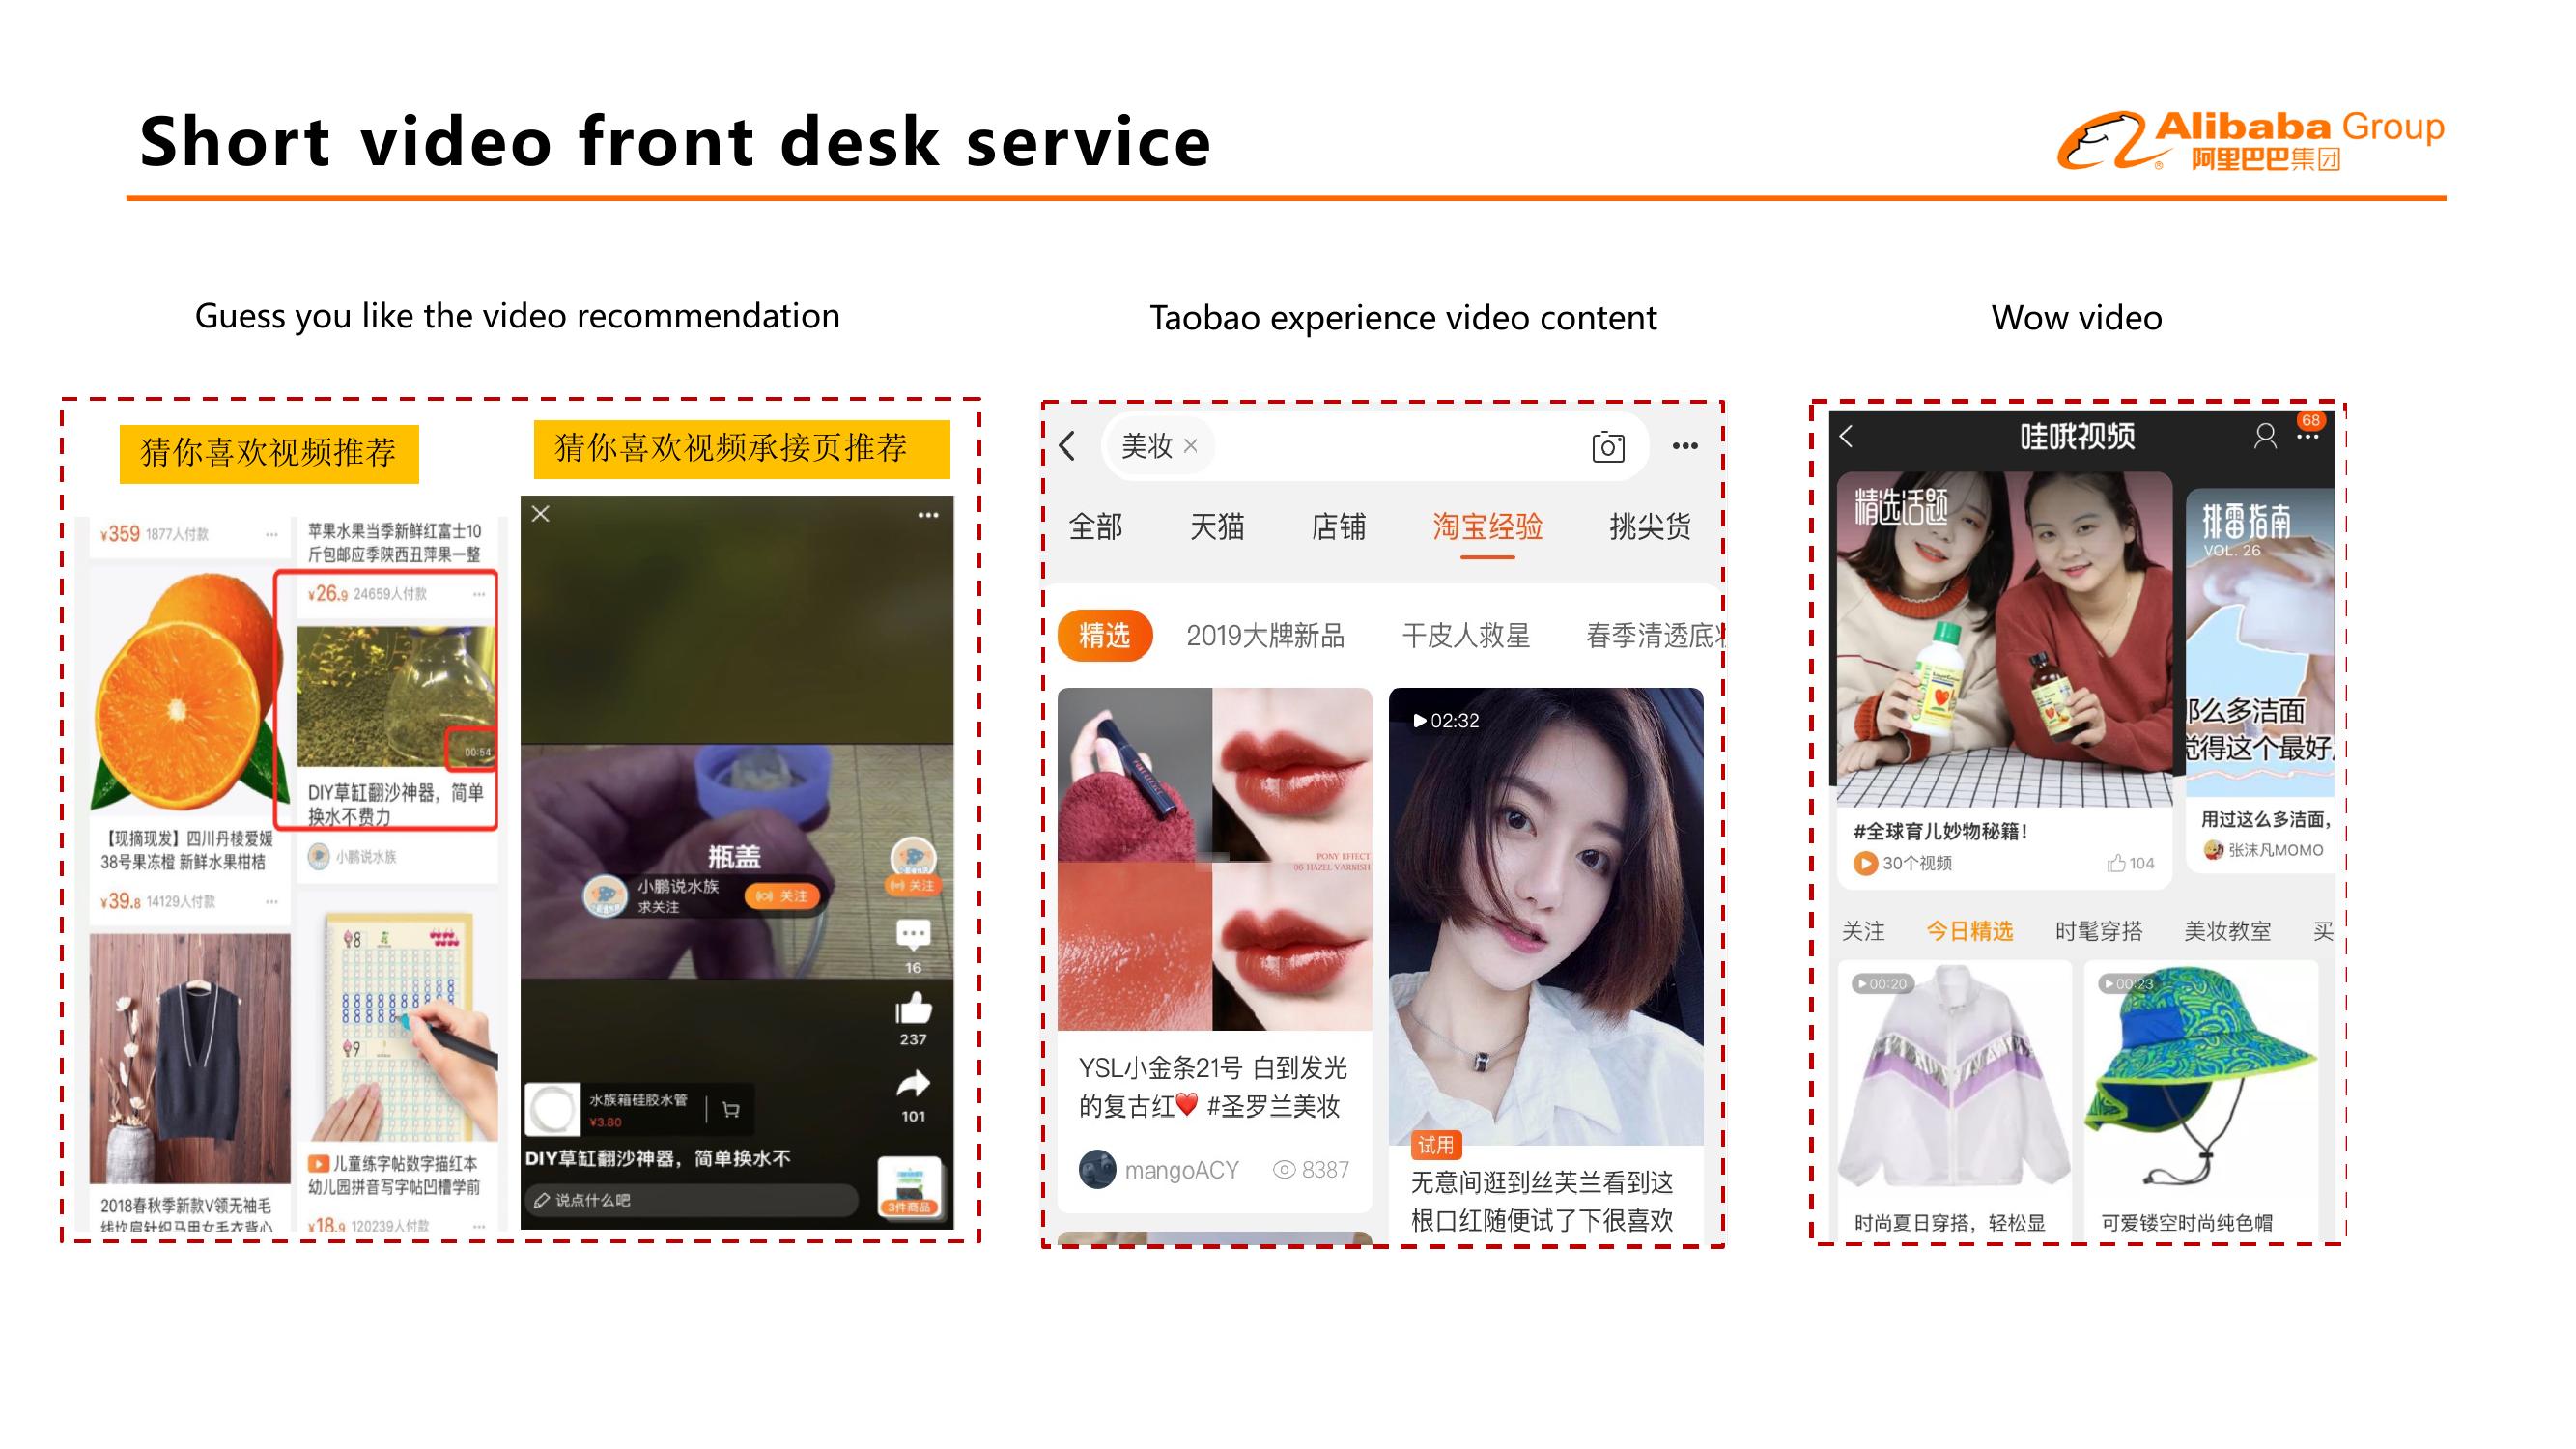 Short video front desk service
Alibaba Group
阿里巴巴集团
Guess you like the video recommendation
Taobao experience video content
Wow video
猜你喜欢视频推荐
¥359 1877人付款
【现摘现发】四川丹棱爱媛
38号果冻橙 新鲜水果柑桔
¥39.8 14129人付款
2018春秋季新款V领无袖毛
线坎肩针织马甲女毛衣背心
苹果水果当季新鲜红富士10
斤包邮应季陕西丑苹果一整
¥26.9 24659人付款
00:54
DIY草缸翻沙神器，简单
换水不费力
小鹏说水族
8
9
儿童练字帖数字描红本
幼儿园拼音写字帖凹槽学前
¥18.9 120239人付款
猜你喜欢视频承接页推荐
瓶盖
小鹏说水族
求关注
关注
关注
16
237
101
水族箱硅胶水管
¥3.80
DIY草缸翻沙神器，简单换水不
说点什么吧
3件商品
美妆 ×
全部 天猫 店铺 淘宝经验 挑尖货
精选 2019大牌新品 干皮人救星 春季清透底
PONY EFFECT
06 HAZEL VARNISH
YSL小金条21号 白到发光
的复古红❤ #圣罗兰美妆
mangoACY 8387
02:32
试用
无意间逛到丝芙兰看到这
根口红随便试了下很喜欢
哇哦视频
68
精选话题
#全球育儿妙物秘籍！
30个视频 104
排雷指南
VOL. 26
那么多洁面
觉得这个最好
用过这么多洁面，
张沫凡MOMO
关注 今日精选 时髦穿搭 美妆教室 买
00:20
时尚夏日穿搭，轻松显
00:23
可爱镂空时尚纯色帽